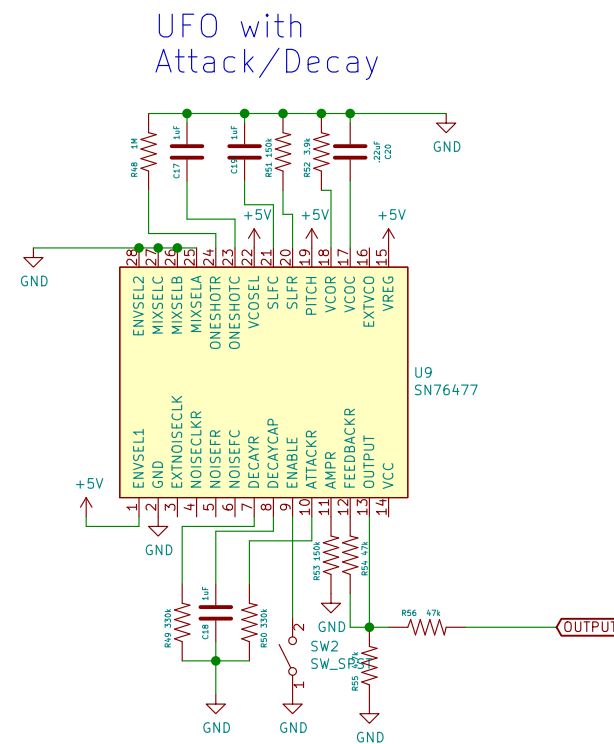 UFO with
Attack/Decay
R48 1M
1uF
C17
1uF
C19
R51 150k
R52 3.9k
.22uF
C20
GND
+5V
+5V
+5V
GND
28
27
26
25
24
23
22
21
20
19
18
17
16
15
ENVSEL2
MIXSELC
MIXSELB
MIXSELA
ONESHOTR
ONESHOTC
VCOSEL
SLFC
SLFR
PITCH
VCOR
VCOC
EXTVCO
VREG
U9
SN76477
ENVSEL1
GND
EXTNOISECLK
NOISECLKR
NOISEFR
NOISEFC
DECAYR
DECAYCAP
ENABLE
ATTACKR
AMPR
FEEDBACKR
OUTPUT
VCC
1
2
3
4
5
6
7
8
9
10
11
12
13
14
+5V
GND
R53 150k
R54 47k
R49 330k
1uF
C18
R50 330k
GND
R56 47k
OUTPUT
2
SW2
SW_SPST
1
R55
GND
GND
GND